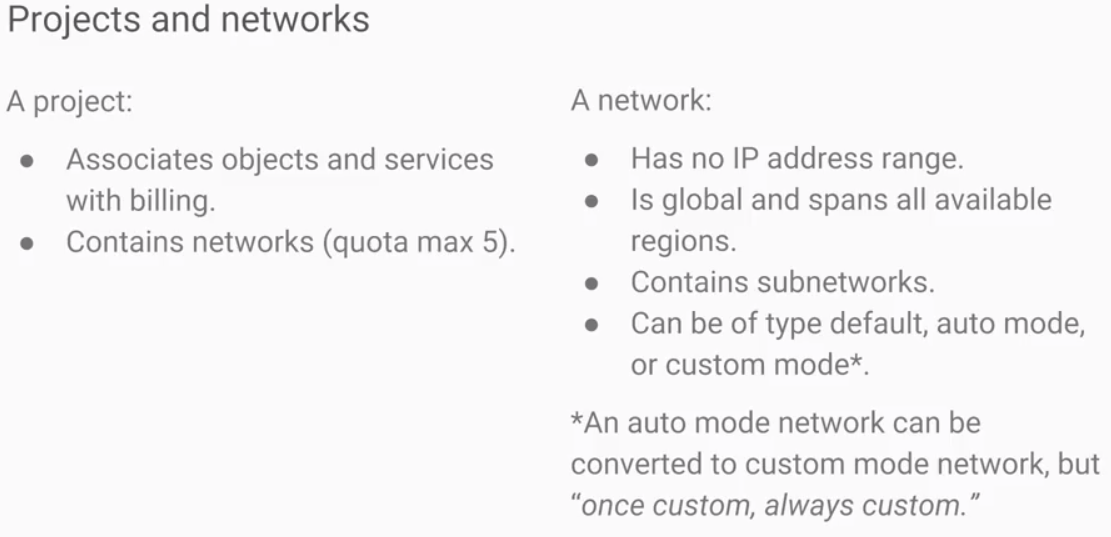 Projects and networks
A project:
● Associates objects and services
with billing.
● Contains networks (quota max 5).
A network:
● Has no IP address range.
● Is global and spans all available
regions.
● Contains subnetworks.
● Can be of type default, auto mode,
or custom mode*.
*An auto mode network can be
converted to custom mode network, but
“once custom, always custom.”